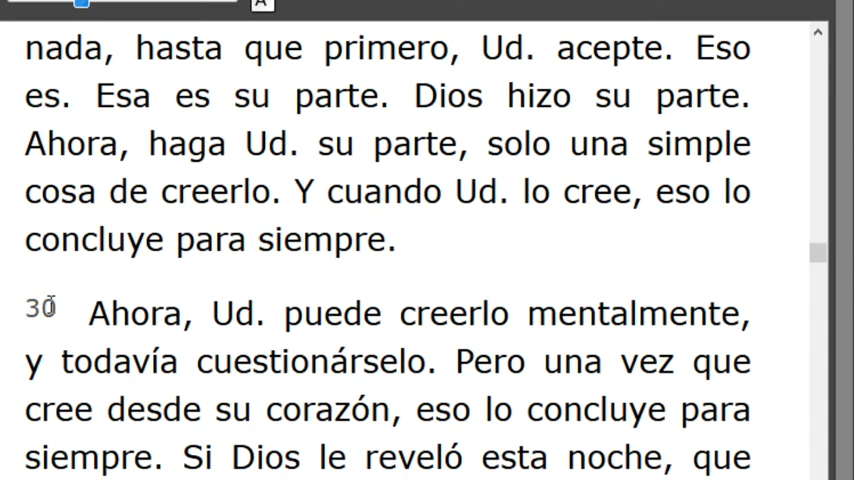 A
nada, hasta que primero, Ud. acepte. Eso
es. Esa es su parte. Dios hizo su parte.
Ahora, haga Ud. su parte, solo una simple
cosa de creerlo. Y cuando Ud. lo cree, eso lo
concluye para siempre.
30 Ahora, Ud. puede creerlo mentalmente,
y todavía cuestionárselo. Pero una vez que
cree desde su corazón, eso lo concluye para
siempre. Si Dios le reveló esta noche, que